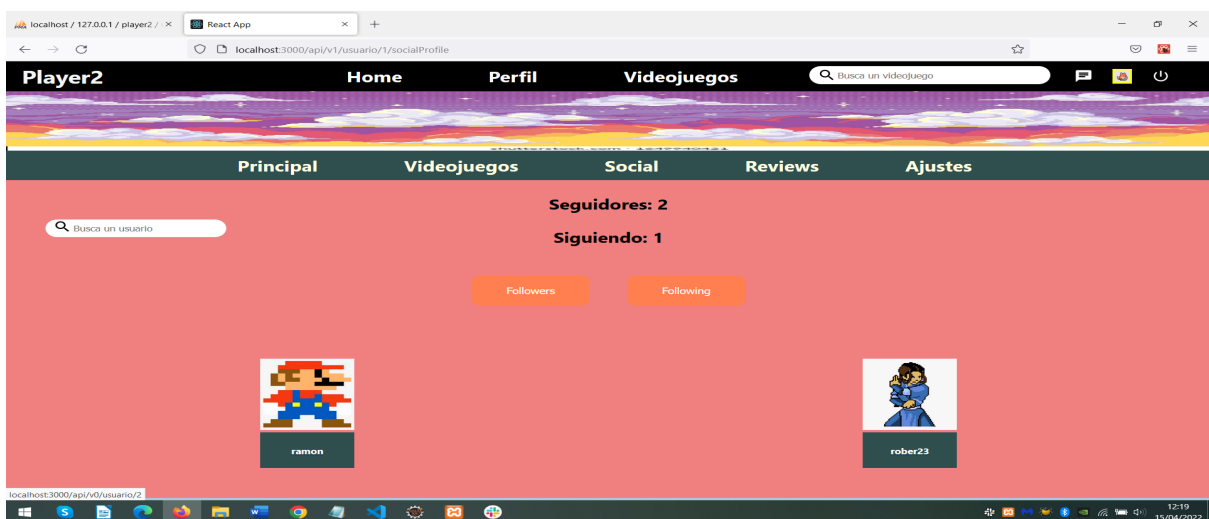 localhost / 127.0.0.1 / player2 /
React App
localhost:3000/api/v1/usuario/1/socialProfile
Player2
Home
Perfil
Videojuegos
Busca un videojuego
Principal
Videojuegos
Social
Reviews
Ajustes
Seguidores: 2
Busca un usuario
Siguiendo: 1
Followers
Following
ramon
rober23
localhost:3000/api/v0/usuario/2
12:19
15/04/2022